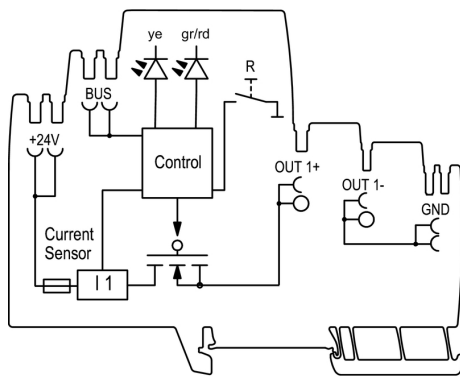 ye gr/rd
BUS
R
+24V
Control
OUT 1+
OUT 1-
GND
Current
Sensor
I 1